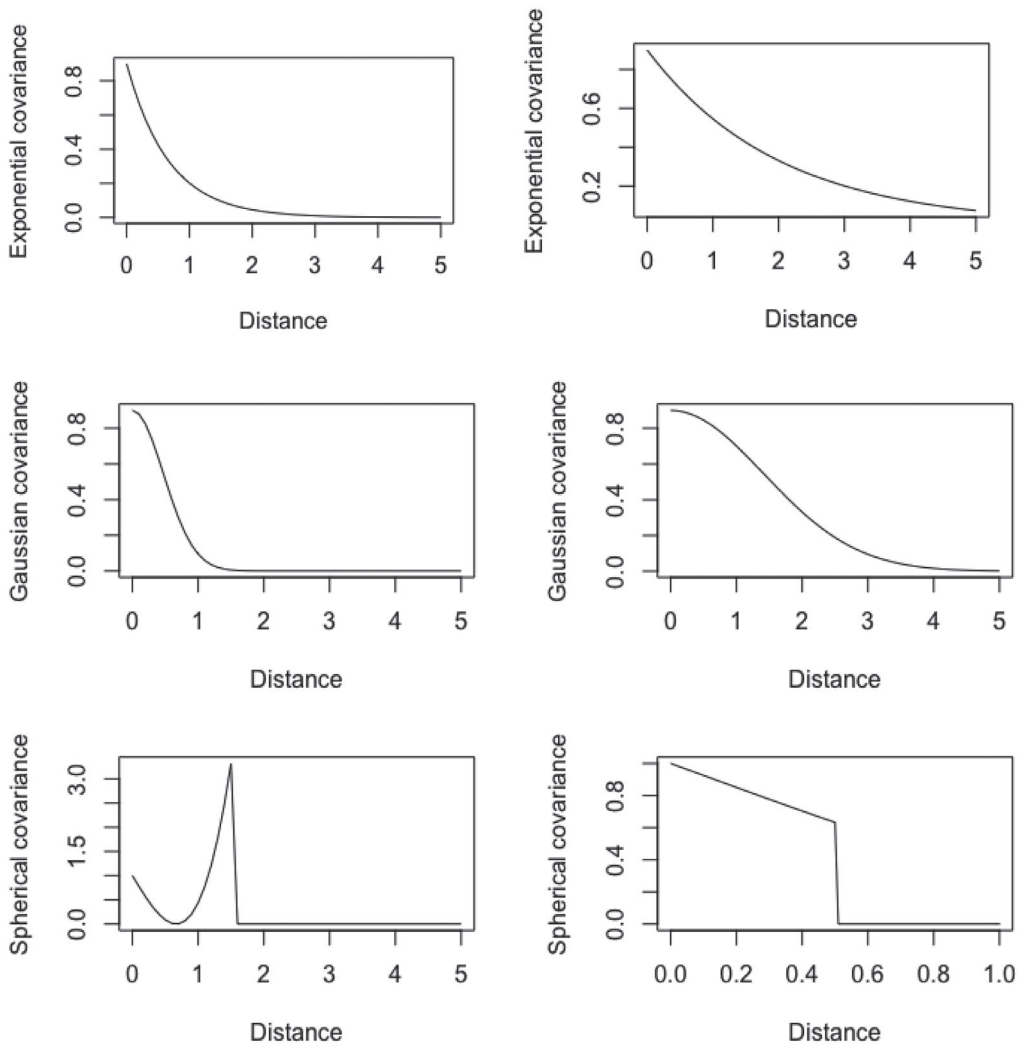 Exponential covariance
0.0 0.4 0.8
0 1 2 3 4 5
Distance
Exponential covariance
0.2 0.6
0 1 2 3 4 5
Distance
Gaussian covariance
0.0 0.4 0.8
0 1 2 3 4 5
Distance
Gaussian covariance
0.0 0.4 0.8
0 1 2 3 4 5
Distance
Spherical covariance
0.0 1.5 3.0
0 1 2 3 4 5
Distance
Spherical covariance
0.0 0.4 0.8
0.0 0.2 0.4 0.6 0.8 1.0
Distance